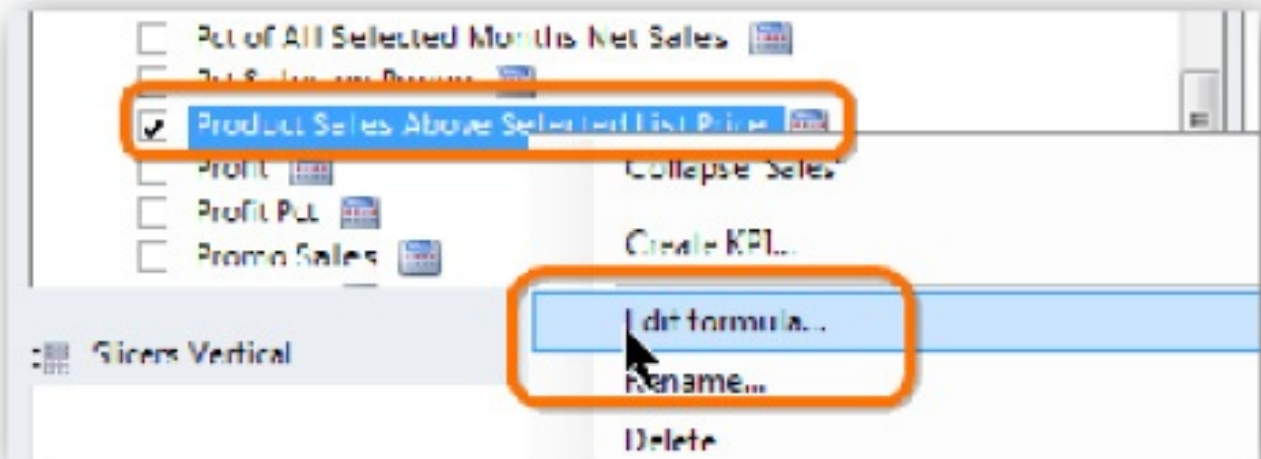 Pct of All Selected Months Net Sales
Product Sales Above Selected List Price
Profit
Profit Pct
Promo Sales
Collapse 'Sales'
Create KPI...
Edit formula...
Rename...
Delete
Slicers Vertical